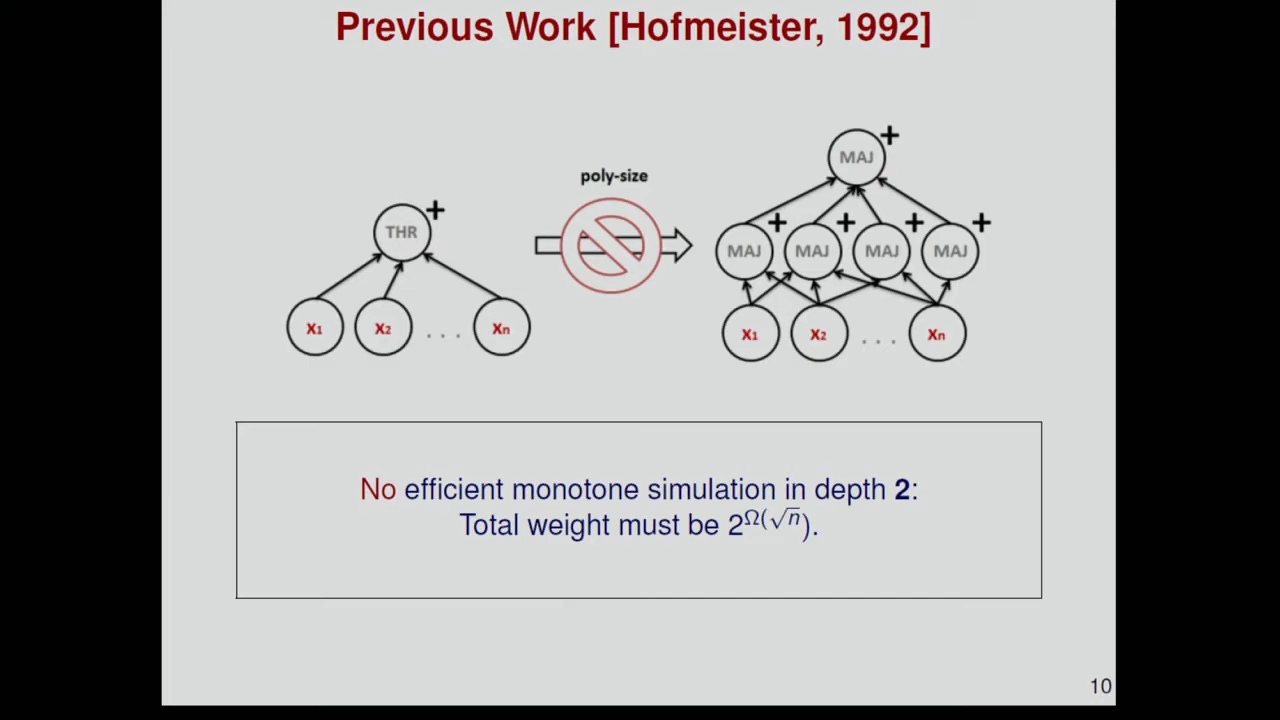 Previous Work [Hofmeister, 1992]
poly-size
THR +
x1 x2 . . . xn
MAJ +
MAJ + MAJ + MAJ + MAJ +
x1 x2 . . . xn
No efficient monotone simulation in depth 2:
Total weight must be 2^Ω(√n).
10